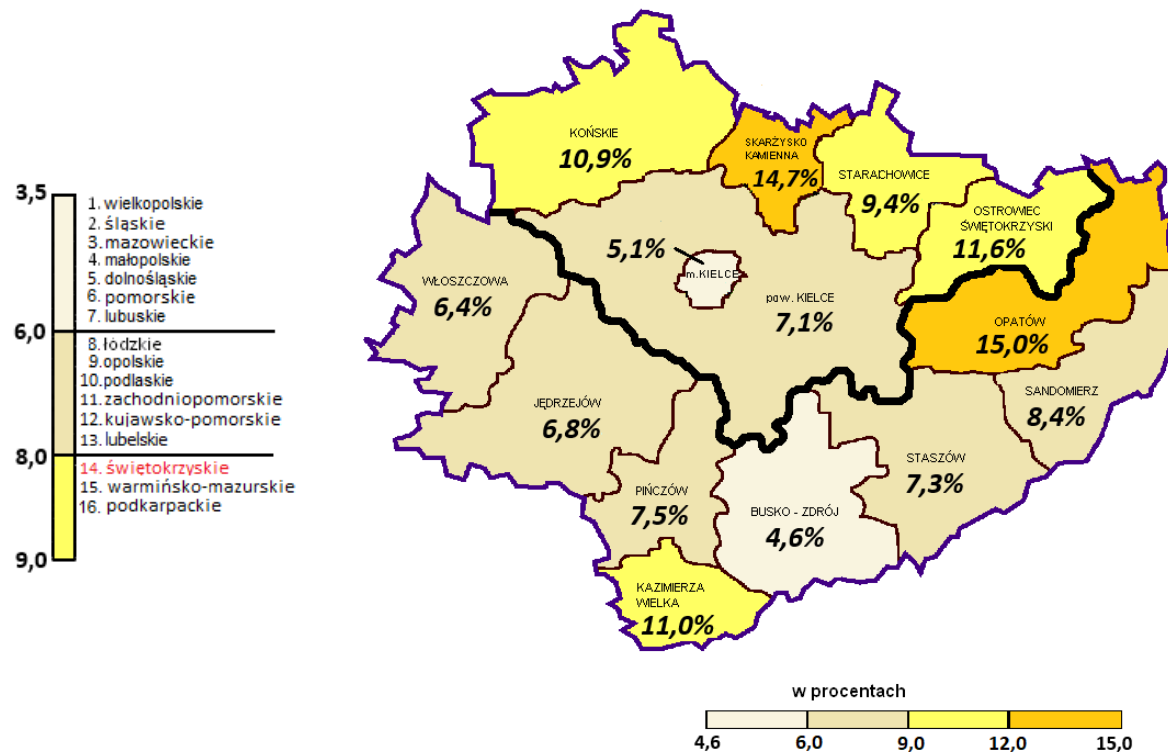 3,5
1. wielkopolskie
2. śląskie
3. mazowieckie
4. małopolskie
5. dolnośląskie
6. pomorskie
7. lubuskie
6,0
8. łódzkie
9. opolskie
10. podlaskie
11. zachodniopomorskie
12. kujawsko-pomorskie
13. lubelskie
8,0
14. świętokrzyskie
15. warmińsko-mazurskie
16. podkarpackie
9,0
KOŃSKIE
10,9%
SKARŻYSKO
KAMIENNA
14,7%
STARACHOWICE
9,4%
OSTROWIEC
ŚWIĘTOKRZYSKI
11,6%
5,1%
m.KIELCE
WŁOSZCZOWA
6,4%
pow. KIELCE
7,1%
OPATÓW
15,0%
SANDOMIERZ
8,4%
JĘDRZEJÓW
6,8%
STASZÓW
7,3%
PIŃCZÓW
7,5%
BUSKO - ZDRÓJ
4,6%
KAZIMIERZA
WIELKA
11,0%
w procentach
4,6 6,0 9,0 12,0 15,0